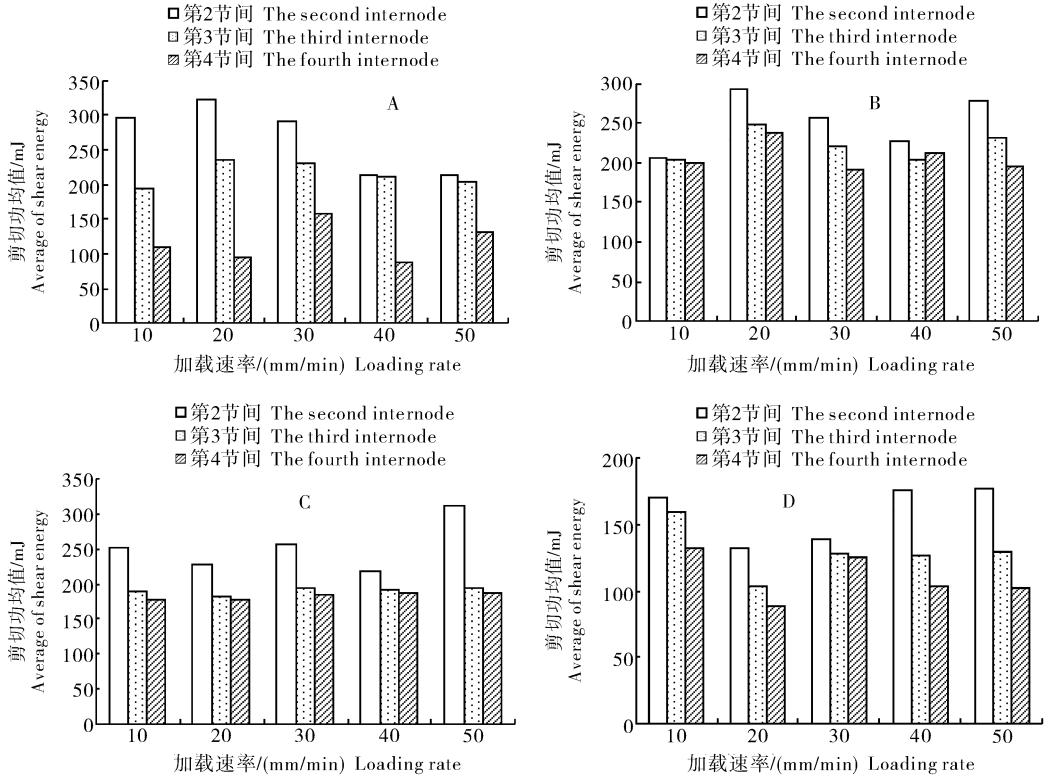 第2节间 The second internode
第3节间 The third internode
第4节间 The fourth internode
A
剪切功均值/mJ
Average of shear energy
350
300
250
200
150
100
50
0
10 20 30 40 50
加载速率/(mm/min) Loading rate
第2节间 The second internode
第3节间 The third internode
第4节间 The fourth internode
B
剪切功均值/mJ
Average of shear energy
300
250
200
150
100
50
0
10 20 30 40 50
加载速率/(mm/min) Loading rate
第2节间 The second internode
第3节间 The third internode
第4节间 The fourth internode
C
剪切功均值/mJ
Average of shear energy
350
300
250
200
150
100
50
0
10 20 30 40 50
加载速率/(mm/min) Loading rate
第2节间 The second internode
第3节间 The third internode
第4节间 The fourth internode
D
剪切功均值/mJ
Average of shear energy
200
150
100
50
0
10 20 30 40 50
加载速率/(mm/min) Loading rate